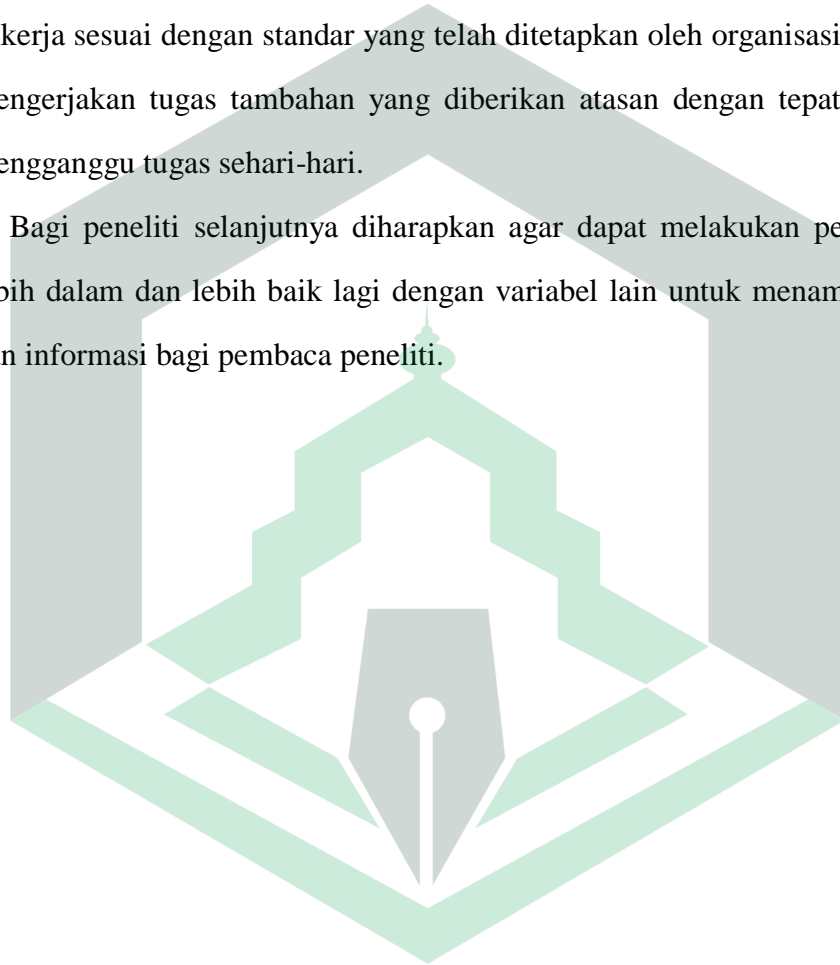 kerja sesuai dengan standar yang telah ditetapkan oleh organisasi
engerjakan tugas tambahan yang diberikan atasan dengan tepat
engganggu tugas sehari-hari.
Bagi peneliti selanjutnya diharapkan agar dapat melakukan pe
bih dalam dan lebih baik lagi dengan variabel lain untuk menam
n informasi bagi pembaca peneliti.